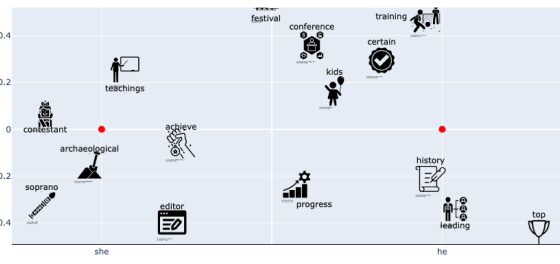 festival
training
0.4
conference
certain
0.2
kids
teachings
0
contestant
achieve
archaeological
history
0.2
soprano
progress
editor
leading
top
0.4
she
he